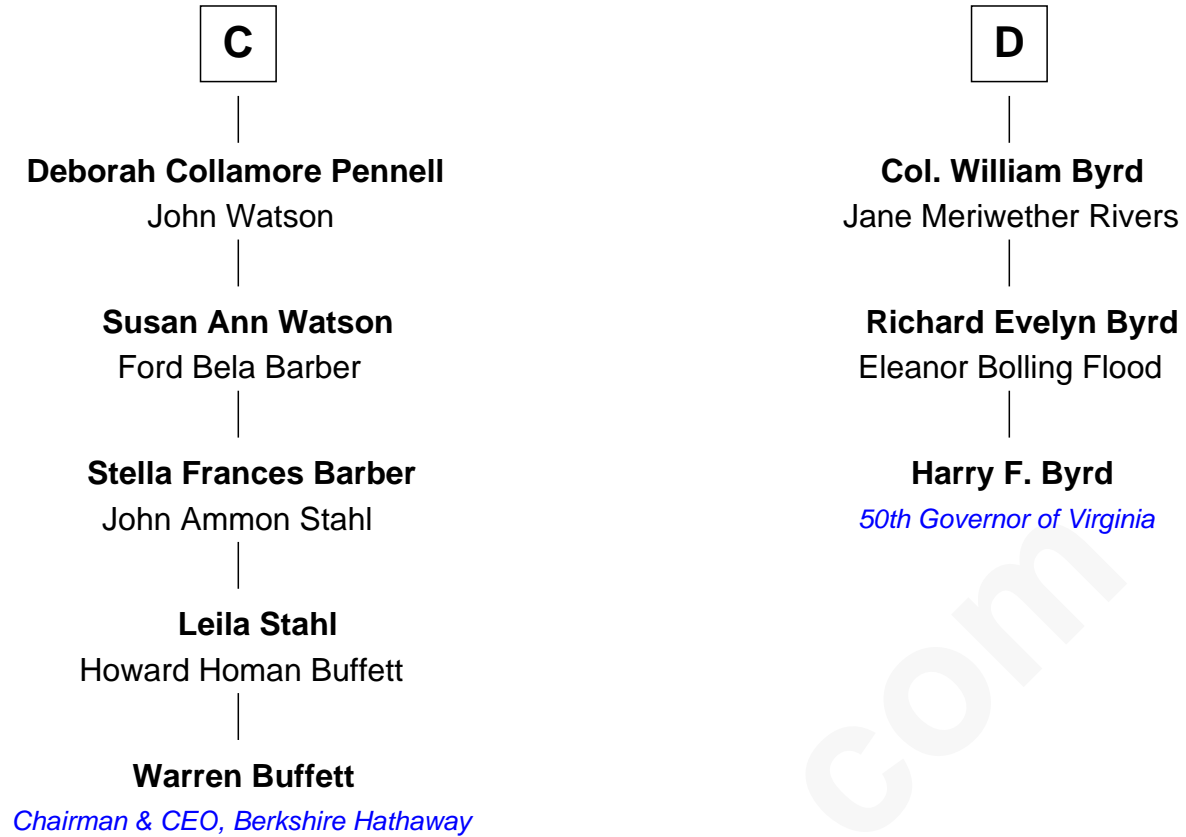 C
Deborah Collamore Pennell
John Watson
Susan Ann Watson
Ford Bela Barber
Stella Frances Barber
John Ammon Stahl
Leila Stahl
Howard Homan Buffett
Warren Buffett
Chairman & CEO, Berkshire Hathaway
D
Col. William Byrd
Jane Meriwether Rivers
Richard Evelyn Byrd
Eleanor Bolling Flood
Harry F. Byrd
50th Governor of Virginia
com